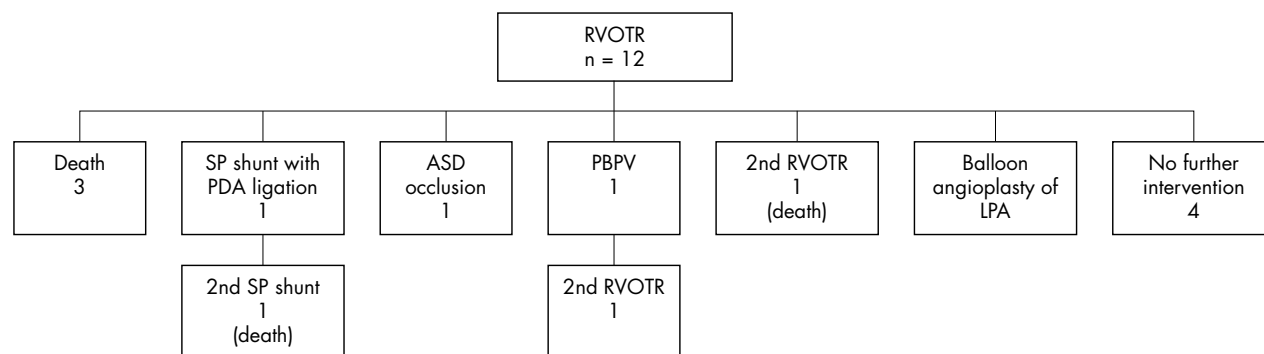 RVOTR
n = 12
Death
3
SP shunt with
PDA ligation
1
ASD
occlusion
1
PBPV
1
2nd RVOTR
1
(death)
Balloon
angioplasty of
LPA
No further
intervention
4
2nd SP shunt
1
(death)
2nd RVOTR
1